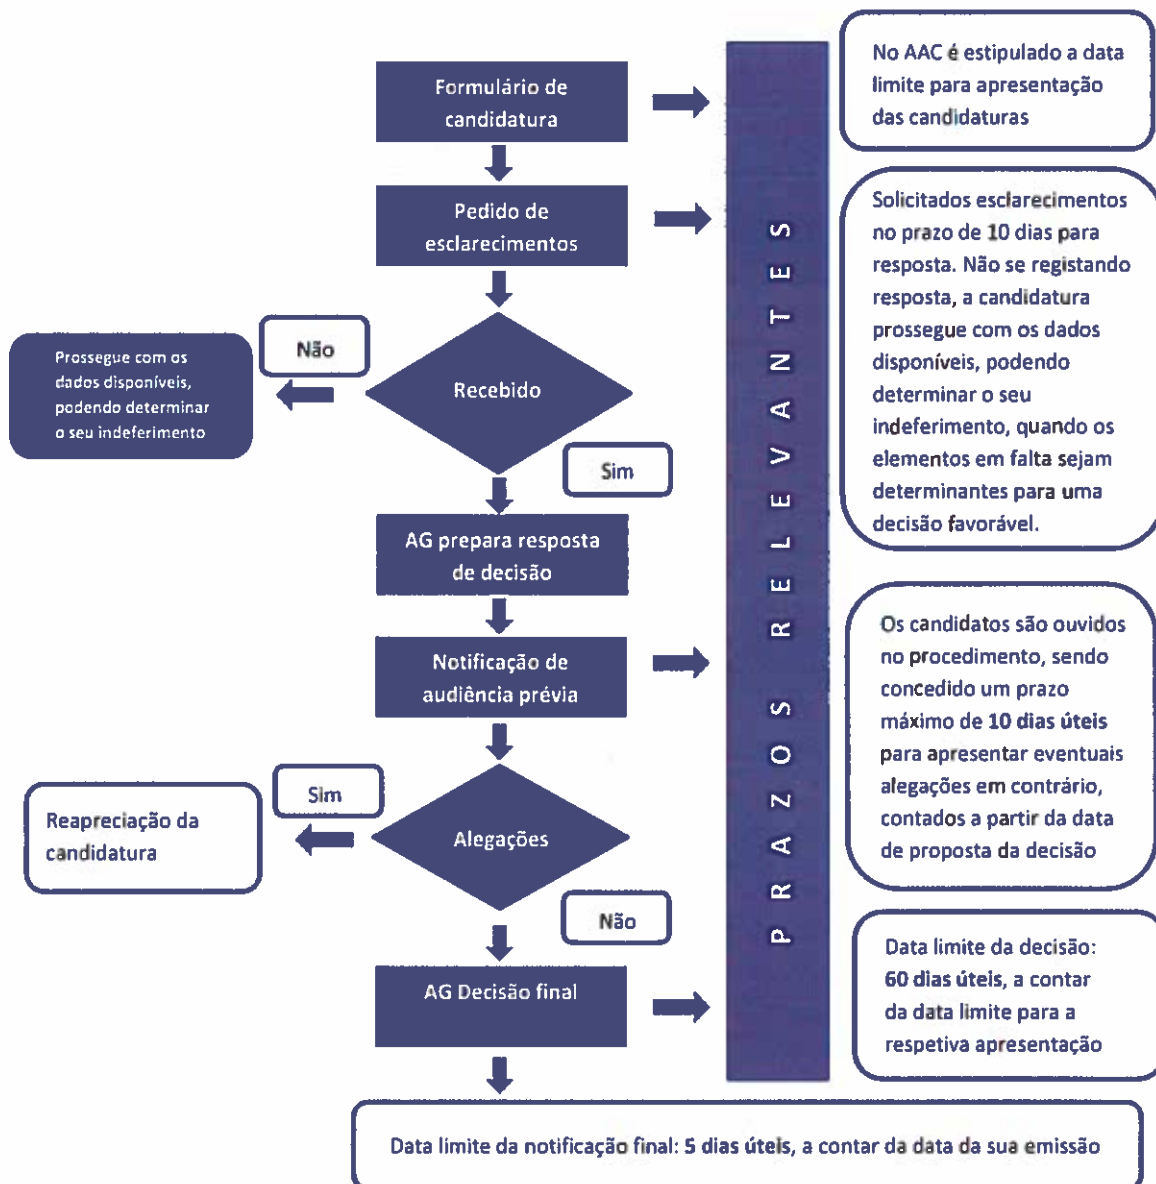 Formulário de
candidatura
No AAC é estipulado a data
limite para apresentação
das candidaturas
Pedido de
esclarecimentos
Solicitados esclarecimentos
no prazo de 10 dias para
resposta. Não se registando
resposta, a candidatura
prossegue com os dados
disponíveis, podendo
determinar o seu
indeferimento, quando os
elementos em falta sejam
determinantes para uma
decisão favorável.
PRAZOS RELEVANTES
Recebido
Não
Prossegue com os
dados disponíveis,
podendo determinar
o seu indeferimento
Sim
AG prepara resposta
de decisão
Notificação de
audiência prévia
Os candidatos são ouvidos
no procedimento, sendo
concedido um prazo
máximo de 10 dias úteis
para apresentar eventuais
alegações em contrário,
contados a partir da data
de proposta da decisão
Alegações
Sim
Reapreciação da
candidatura
Não
AG Decisão final
Data limite da decisão:
60 dias úteis, a contar
da data limite para a
respetiva apresentação
Data limite da notificação final: 5 dias úteis, a contar da data da sua emissão